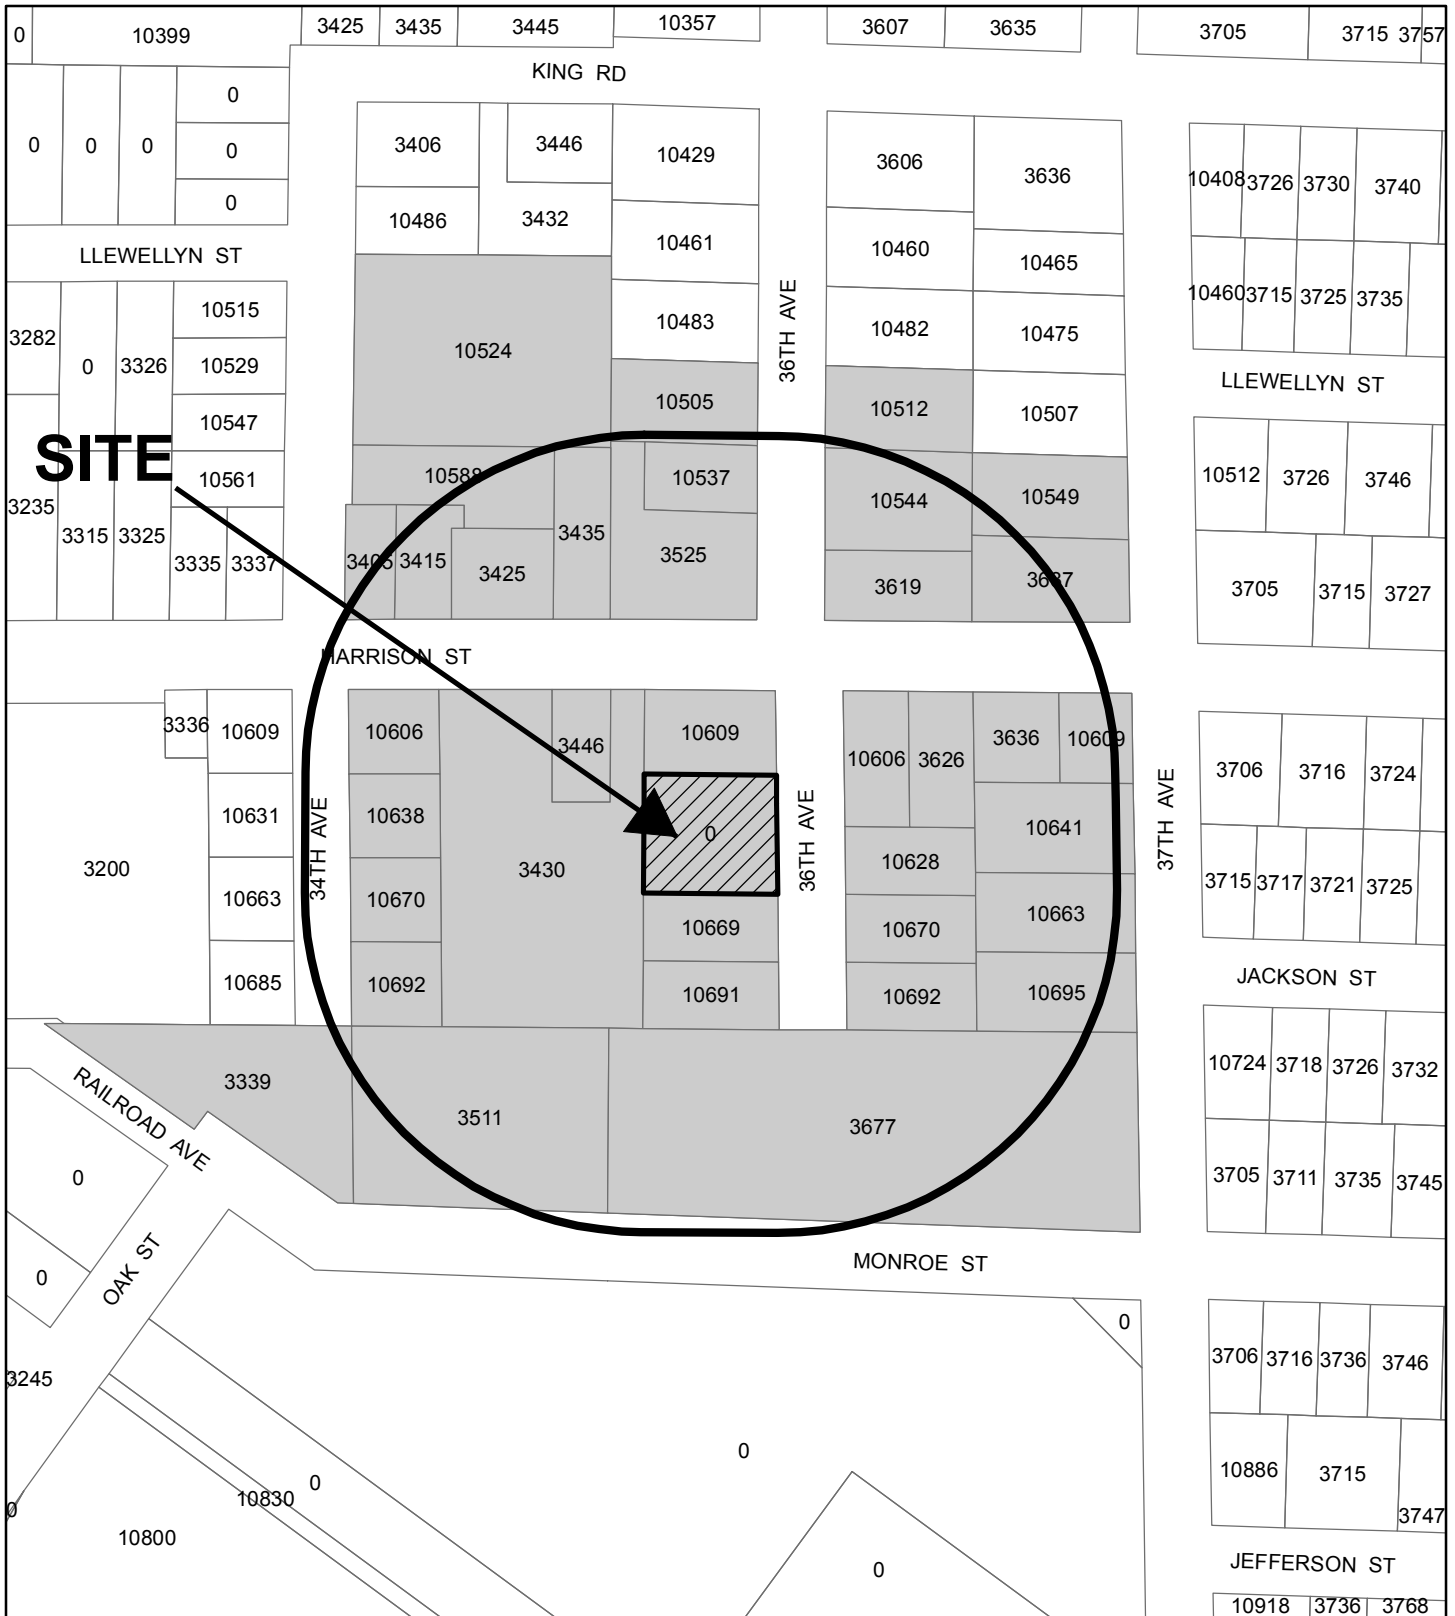 0 10399 3425 3435 3445 10357 3607 3635 3705 3715 3757
KING RD
0 0 0 0
0
0
3406 3446 10429 3606 3636
10408 3726 3730 3740
10486 3432
LLEWELLYN ST
10461 10460 10465
10460 3715 3725 3735
3282 0 3326 10515
10529
10547
10561
10524
10483 10482 10475
36TH AVE
LLEWELLYN ST
10505 10512 10507
SITE
3235 3315 3325 3335 3337
10588 10537 10544 10549
10512 3726 3746
3405 3415 3425 3435 3525 3619 3637
3705 3715 3727
HARRISON ST
3336 10609 10606 3446 10609 10606 3626 3636 10609
3706 3716 3724
10631 10638 0 10641
3200 34TH AVE 3430 36TH AVE 10628 37TH AVE
3715 3717 3721 3725
10663 10670 10669 10670 10663
10685 10692 10691 10692 10695
JACKSON ST
3339 3511 3677
10724 3718 3726 3732
RAILROAD AVE
0
3705 3711 3735 3745
0
OAK ST
MONROE ST
0
3706 3716 3736 3746
3245
0
10886 3715 3747
0 10830 0
10800
0
JEFFERSON ST
10918 3736 3768